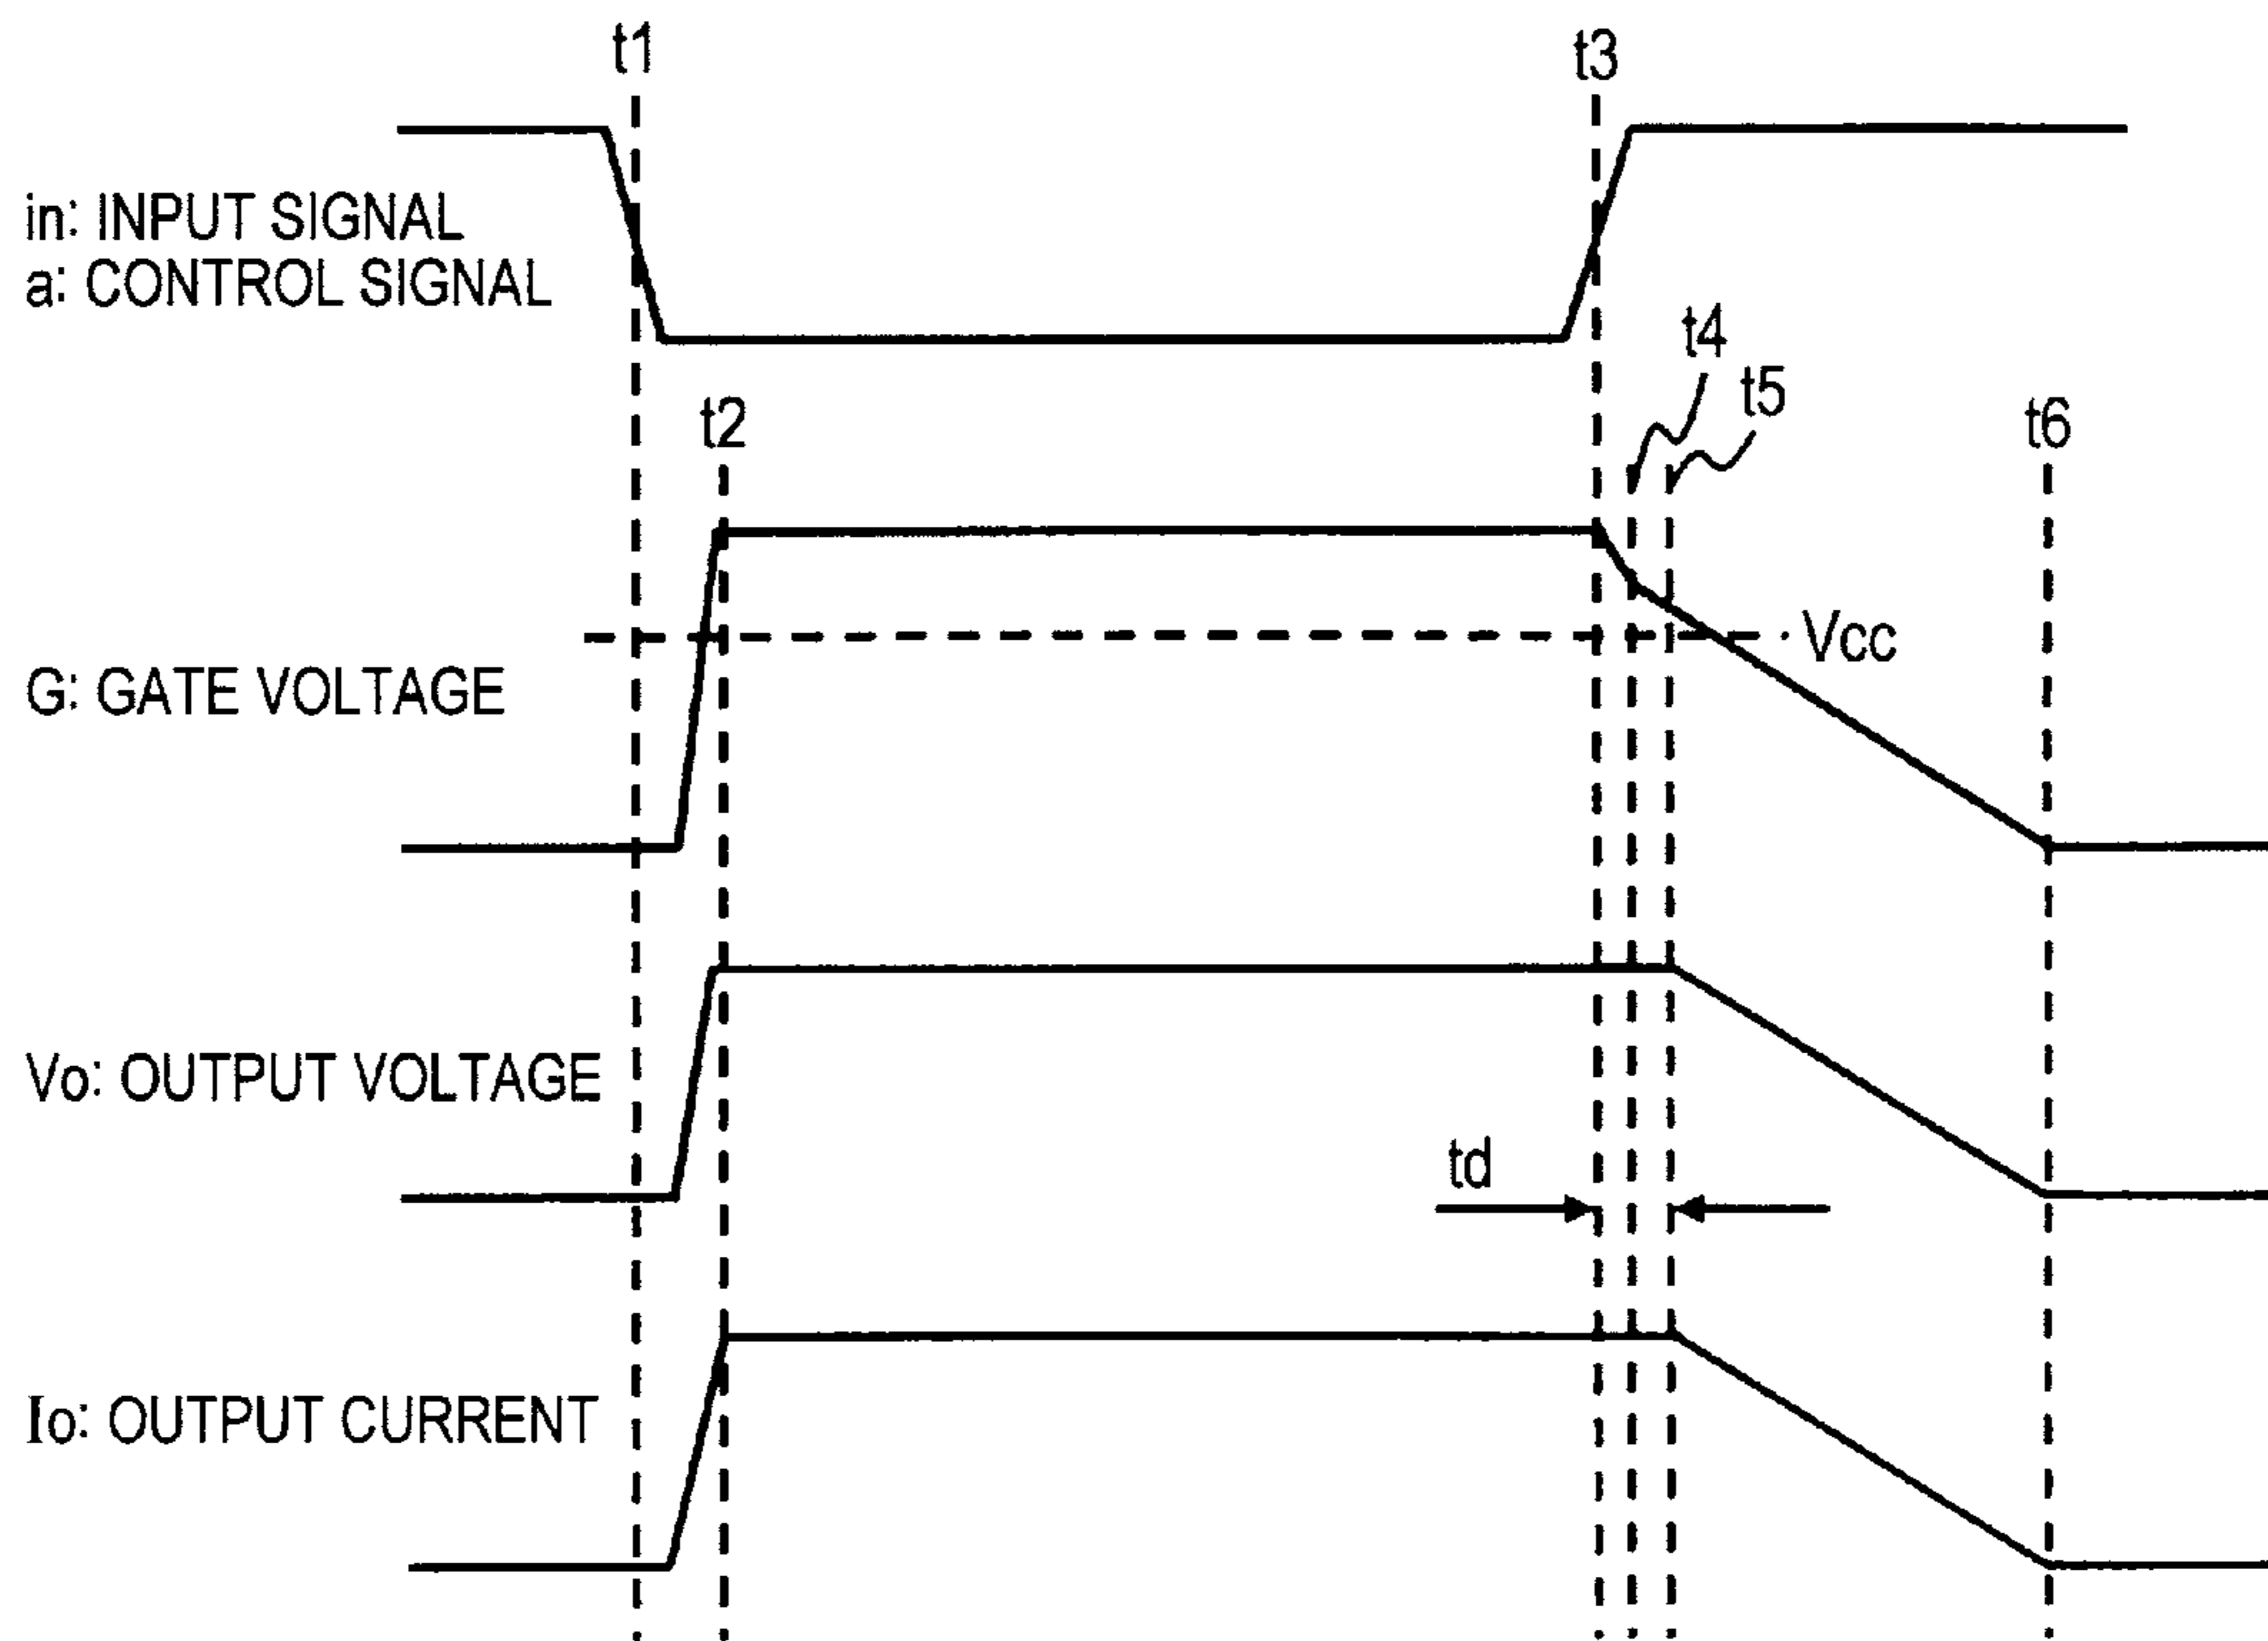 t1
t3
in: INPUT SIGNAL
a: CONTROL SIGNAL
t4
t5
t2
t6
Vcc
G: GATE VOLTAGE
Vo: OUTPUT VOLTAGE
td
Io: OUTPUT CURRENT